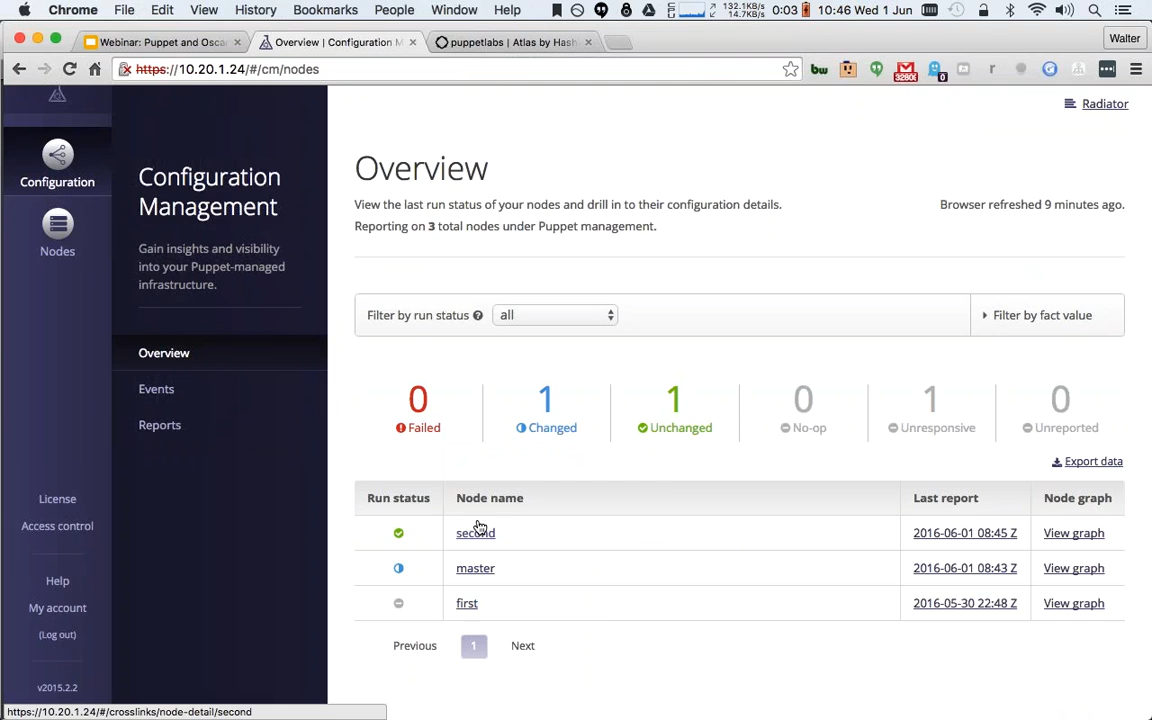 Chrome File Edit View History Bookmarks People Window Help 132.1KB/s 14.7KB/s 0:03 10:46 Wed 1 Jun
Webinar: Puppet and Osca Overview | Configuration M puppetlabs | Atlas by Hash Walter
https://10.20.1.24/#/cm/nodes
Radiator
Configuration
Nodes
License
Access control
Help
My account
(Log out)
v2015.2.2
Configuration
Management
Gain insights and visibility
into your Puppet-managed
infrastructure.
Overview
Events
Reports
Overview
View the last run status of your nodes and drill in to their configuration details. Browser refreshed 9 minutes ago.
Reporting on 3 total nodes under Puppet management.
Filter by run status all Filter by fact value
0 1 1 0 1 0
Failed Changed Unchanged No-op Unresponsive Unreported
Export data
Run status Node name Last report Node graph
second 2016-06-01 08:45 Z View graph
master 2016-06-01 08:43 Z View graph
first 2016-05-30 22:48 Z View graph
Previous 1 Next
https://10.20.1.24/#/crosslinks/node-detail/second